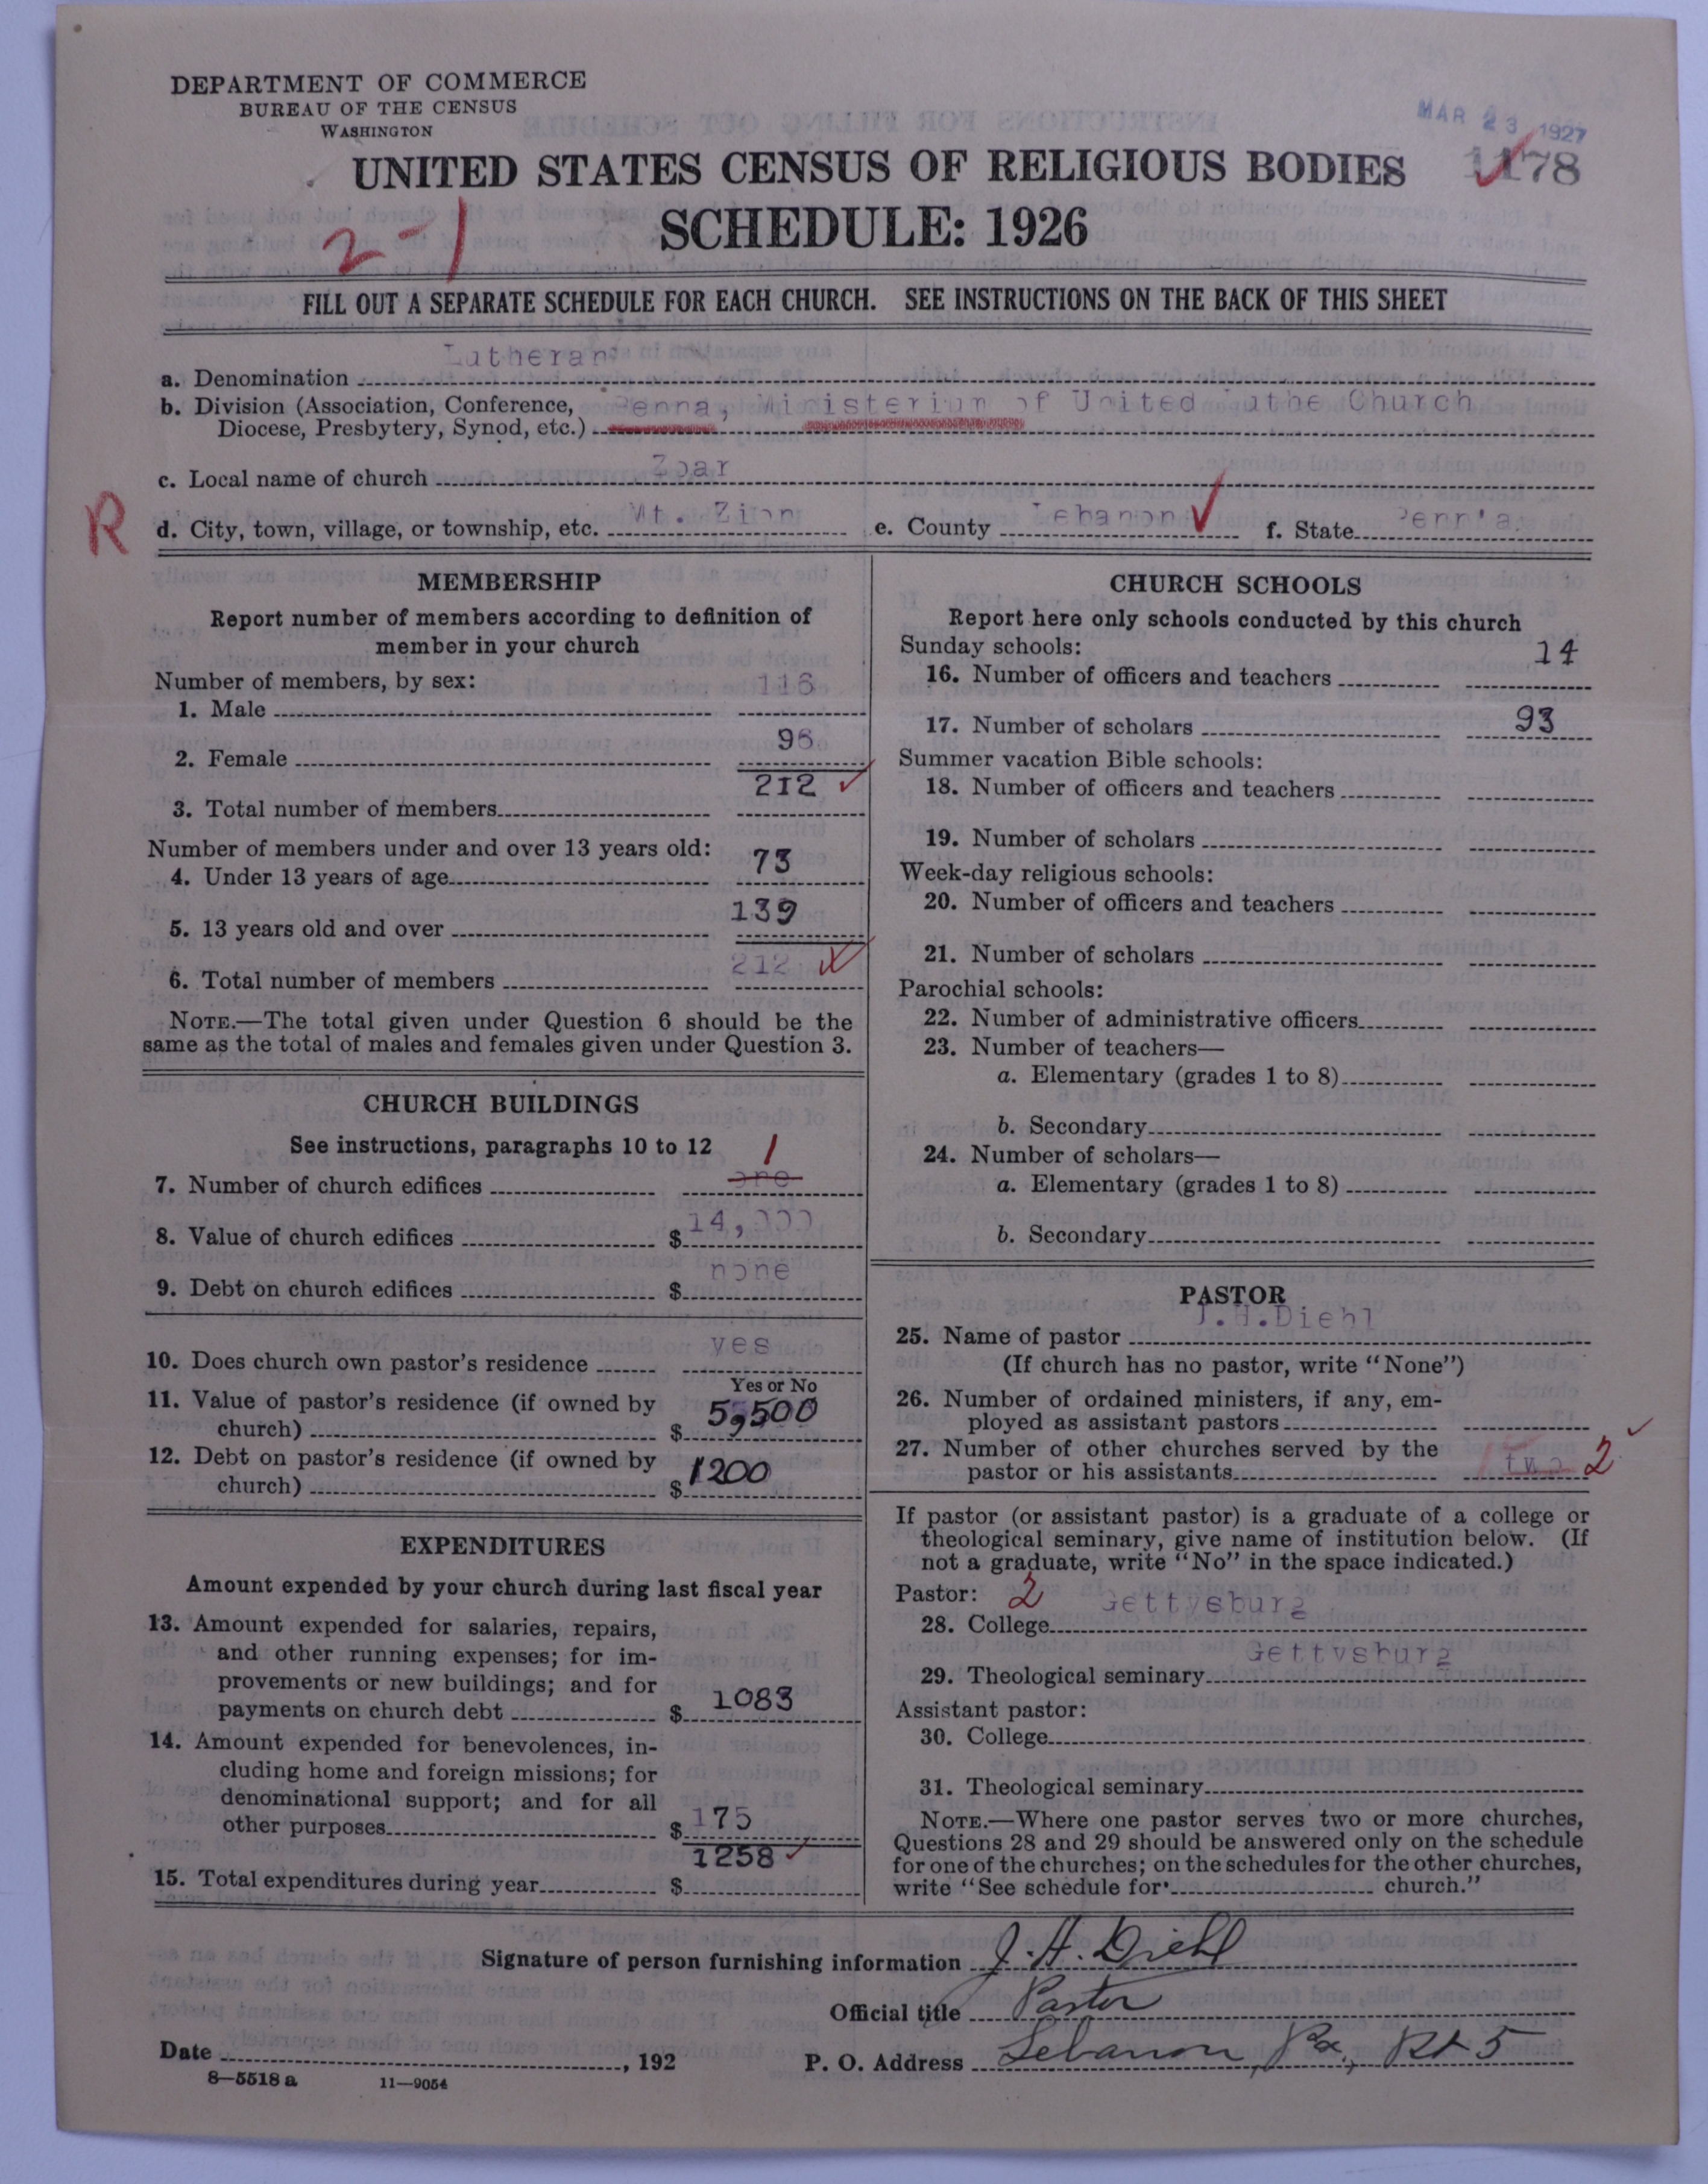 DEPARTMENT OF COMMERCE
BUREAU OF THE CENSUS
WASHINGTON
MAR 23 1927
UNITED STATES CENSUS OF RELIGIOUS BODIES
1178
SCHEDULE: 1926
2-1
FILL OUT A SEPARATE SCHEDULE FOR EACH CHURCH. SEE INSTRUCTIONS ON THE BACK OF THIS SHEET
a. Denomination Lutheran
b. Division (Association, Conference, Penna, Ministerium of United Luthe Church
Diocese, Presbytery, Synod, etc.)
c. Local name of church Zoar
R
d. City, town, village, or township, etc. Mt. Zion e. County Lebanon f. State Penn'a.
MEMBERSHIP
Report number of members according to definition of
member in your church
Number of members, by sex:
1. Male 116
2. Female 96
3. Total number of members 212
Number of members under and over 13 years old:
4. Under 13 years of age 73
5. 13 years old and over 139
6. Total number of members 212
NOTE.—The total given under Question 6 should be the
same as the total of males and females given under Question 3.
CHURCH BUILDINGS
See instructions, paragraphs 10 to 12
7. Number of church edifices one 1
8. Value of church edifices $ 14,000
9. Debt on church edifices $ none
10. Does church own pastor's residence yes
Yes or No
11. Value of pastor's residence (if owned by
church) $ 5,500
12. Debt on pastor's residence (if owned by
church) $ 1200
EXPENDITURES
Amount expended by your church during last fiscal year
13. Amount expended for salaries, repairs,
and other running expenses; for im-
provements or new buildings; and for
payments on church debt $ 1083
14. Amount expended for benevolences, in-
cluding home and foreign missions; for
denominational support; and for all
other purposes $ 175
15. Total expenditures during year $ 1258
CHURCH SCHOOLS
Report here only schools conducted by this church
Sunday schools:
16. Number of officers and teachers 14
17. Number of scholars 93
Summer vacation Bible schools:
18. Number of officers and teachers
19. Number of scholars
Week-day religious schools:
20. Number of officers and teachers
21. Number of scholars
Parochial schools:
22. Number of administrative officers
23. Number of teachers—
a. Elementary (grades 1 to 8)
b. Secondary
24. Number of scholars—
a. Elementary (grades 1 to 8)
b. Secondary
PASTOR
25. Name of pastor J.H.Diehl
(If church has no pastor, write "None")
26. Number of ordained ministers, if any, em-
ployed as assistant pastors
27. Number of other churches served by the
pastor or his assistants two 2
If pastor (or assistant pastor) is a graduate of a college or
theological seminary, give name of institution below. (If
not a graduate, write "No" in the space indicated.)
Pastor: 2
28. College Gettysburg
29. Theological seminary Gettysburg
Assistant pastor:
30. College
31. Theological seminary
NOTE.—Where one pastor serves two or more churches,
Questions 28 and 29 should be answered only on the schedule
for one of the churches; on the schedules for the other churches,
write "See schedule for church."
Signature of person furnishing information J. H. Diehl
Official title Pastor
Date , 192 P. O. Address Lebanon, Pa., Rt 5
8—5518 a 11—9054